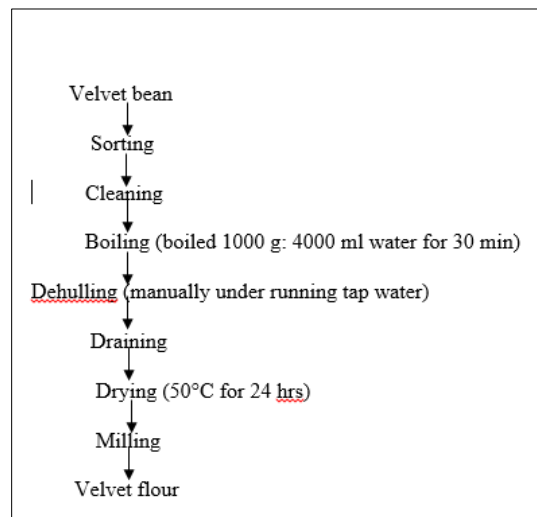 Velvet bean
Sorting
Cleaning
Boiling (boiled 1000 g: 4000 ml water for 30 min)
Dehulling (manually under running tap water)
Draining
Drying (50°C for 24 hrs)
Milling
Velvet flour